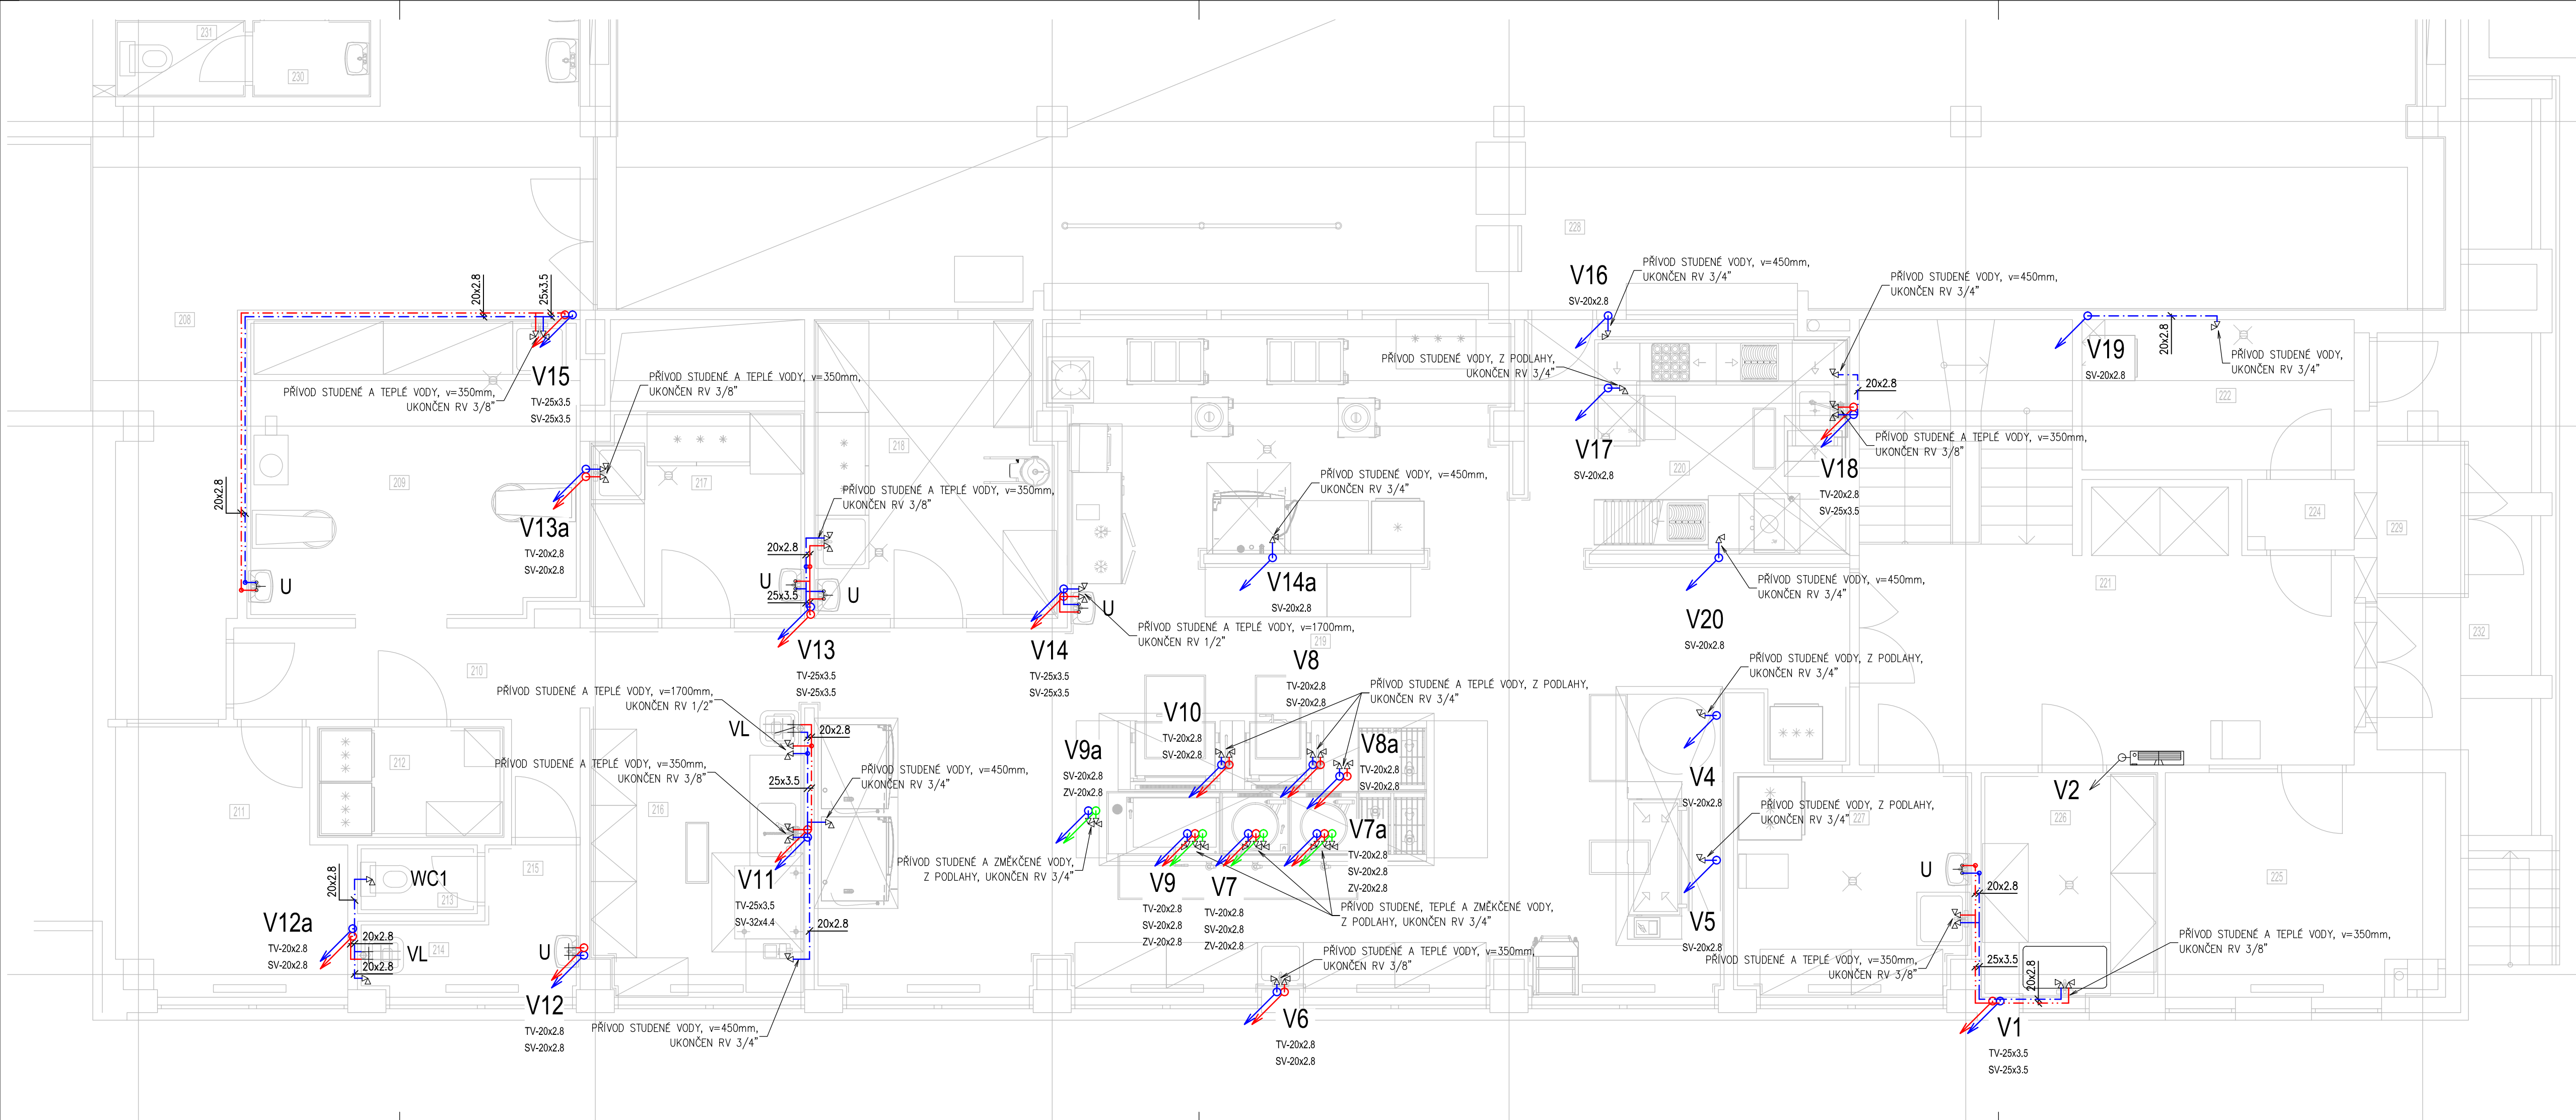 231
230
228
208
20x2.8
25x3.5
V15
TV-25x3.5
SV-25x3.5
PŘÍVOD STUDENÉ A TEPLÉ VODY, v=350mm,
UKONČEN RV 3/8"
PŘÍVOD STUDENÉ A TEPLÉ VODY, v=350mm,
UKONČEN RV 3/8"
V16
SV-20x2.8
PŘÍVOD STUDENÉ VODY, v=450mm,
UKONČEN RV 3/4"
PŘÍVOD STUDENÉ VODY, v=450mm,
UKONČEN RV 3/4"
PŘÍVOD STUDENÉ VODY, Z PODLAHY,
UKONČEN RV 3/4"
V17
SV-20x2.8
20x2.8
PŘÍVOD STUDENÉ A TEPLÉ VODY, v=350mm,
UKONČEN RV 3/8"
V18
TV-20x2.8
SV-25x3.5
V19
SV-20x2.8
20x2.8
PŘÍVOD STUDENÉ VODY,
UKONČEN RV 3/4"
222
209
217
218
220
224
229
221
232
20x2.8
V13a
TV-20x2.8
SV-20x2.8
U
PŘÍVOD STUDENÉ A TEPLÉ VODY, v=350mm,
UKONČEN RV 3/8"
20x2.8
U
25x3.5
U
V13
TV-25x3.5
SV-25x3.5
V14
TV-25x3.5
SV-25x3.5
U
PŘÍVOD STUDENÉ A TEPLÉ VODY, v=1700mm,
UKONČEN RV 1/2"
PŘÍVOD STUDENÉ VODY, v=450mm,
UKONČEN RV 3/4"
V14a
SV-20x2.8
219
V20
SV-20x2.8
PŘÍVOD STUDENÉ VODY, v=450mm,
UKONČEN RV 3/4"
210
PŘÍVOD STUDENÉ A TEPLÉ VODY, v=1700mm,
UKONČEN RV 1/2"
VL
20x2.8
212
PŘÍVOD STUDENÉ A TEPLÉ VODY, v=350mm,
UKONČEN RV 3/8"
25x3.5
PŘÍVOD STUDENÉ VODY, v=450mm,
UKONČEN RV 3/4"
211
216
215
V11
TV-25x3.5
SV-32x4.4
20x2.8
20x2.8
WC1
213
V12a
TV-20x2.8
SV-20x2.8
20x2.8
VL
214
20x2.8
U
V12
TV-20x2.8
SV-20x2.8
PŘÍVOD STUDENÉ VODY, v=450mm,
UKONČEN RV 3/4"
V8
TV-20x2.8
SV-20x2.8
PŘÍVOD STUDENÉ A TEPLÉ VODY, Z PODLAHY,
UKONČEN RV 3/4"
V10
TV-20x2.8
SV-20x2.8
V9a
SV-20x2.8
ZV-20x2.8
V8a
TV-20x2.8
SV-20x2.8
V7a
TV-20x2.8
SV-20x2.8
ZV-20x2.8
PŘÍVOD STUDENÉ A ZMĚKČENÉ VODY,
Z PODLAHY, UKONČEN RV 3/4"
V9
TV-20x2.8
SV-20x2.8
ZV-20x2.8
V7
TV-20x2.8
SV-20x2.8
ZV-20x2.8
PŘÍVOD STUDENÉ, TEPLÉ A ZMĚKČENÉ VODY,
Z PODLAHY, UKONČEN RV 3/4"
PŘÍVOD STUDENÉ A TEPLÉ VODY, v=350mm,
UKONČEN RV 3/8"
V6
TV-20x2.8
SV-20x2.8
PŘÍVOD STUDENÉ VODY, Z PODLAHY,
UKONČEN RV 3/4"
V4
SV-20x2.8
PŘÍVOD STUDENÉ VODY, Z PODLAHY,
UKONČEN RV 3/4"
V5
SV-20x2.8
227
V2
226
225
U
20x2.8
PŘÍVOD STUDENÉ A TEPLÉ VODY, v=350mm,
UKONČEN RV 3/8"
25x3.5
20x2.8
PŘÍVOD STUDENÉ A TEPLÉ VODY, v=350mm,
UKONČEN RV 3/8"
V1
TV-25x3.5
SV-25x3.5